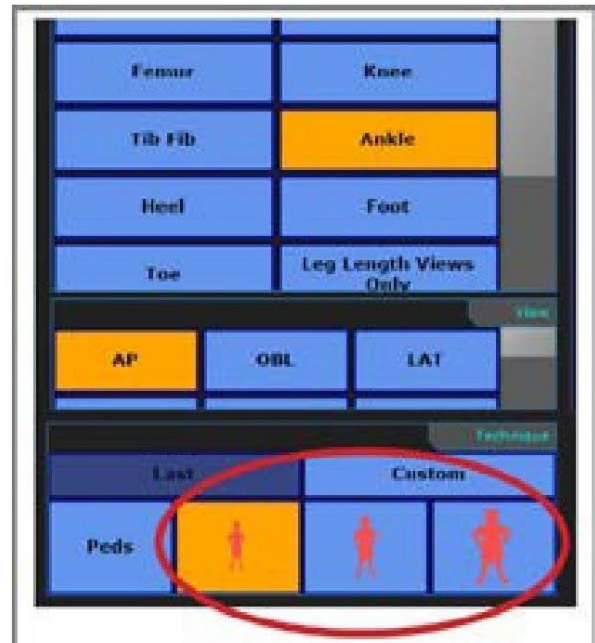 Femur Knee
Tib Fib Ankle
Heel Foot
Toe Leg Length Views
Only
View
AP OBL LAT
Technique
Last Custom
Peds